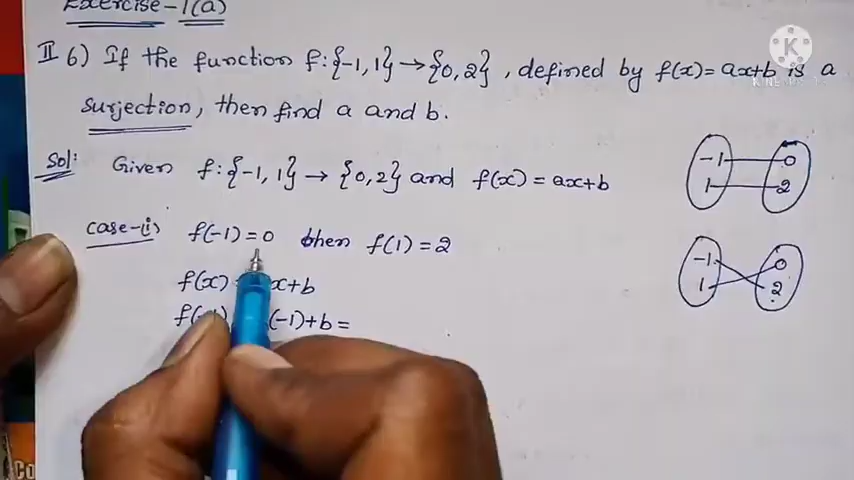 Exercise-1(a)
II 6) If the function f:{-1,1}→{0,2}, defined by f(x)=ax+b is a
surjection, then find a and b.
Sol: Given f:{-1,1}→{0,2} and f(x)=ax+b
case-(i) f(-1)=0 then f(1)=2
f(x) x+b
(-1)+b=
-1 0
1 2
-1 0
1 2
K